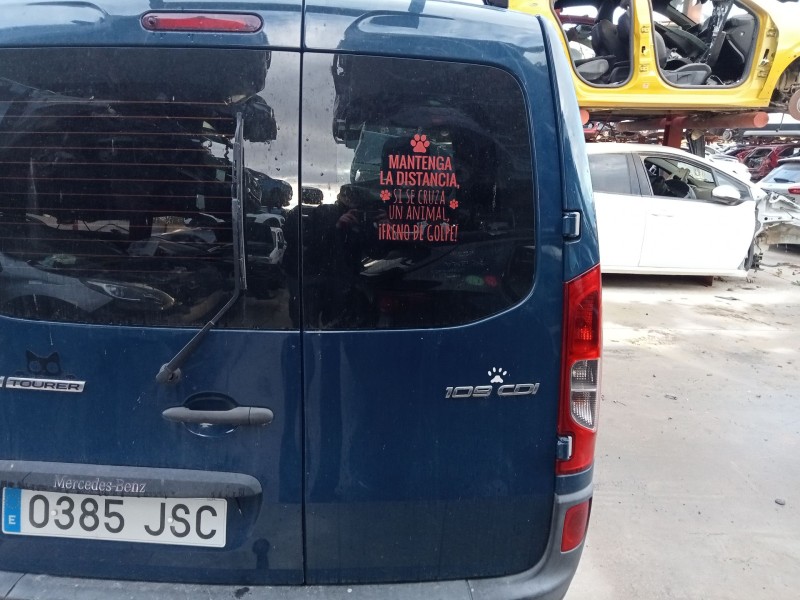 MANTENGA
LA DISTANCIA,
SI SE CRUZA
UN ANIMAL,
¡FRENO DE GOLPE!
TOURER
109 CDI
Mercedes-Benz
E 0385 JSC